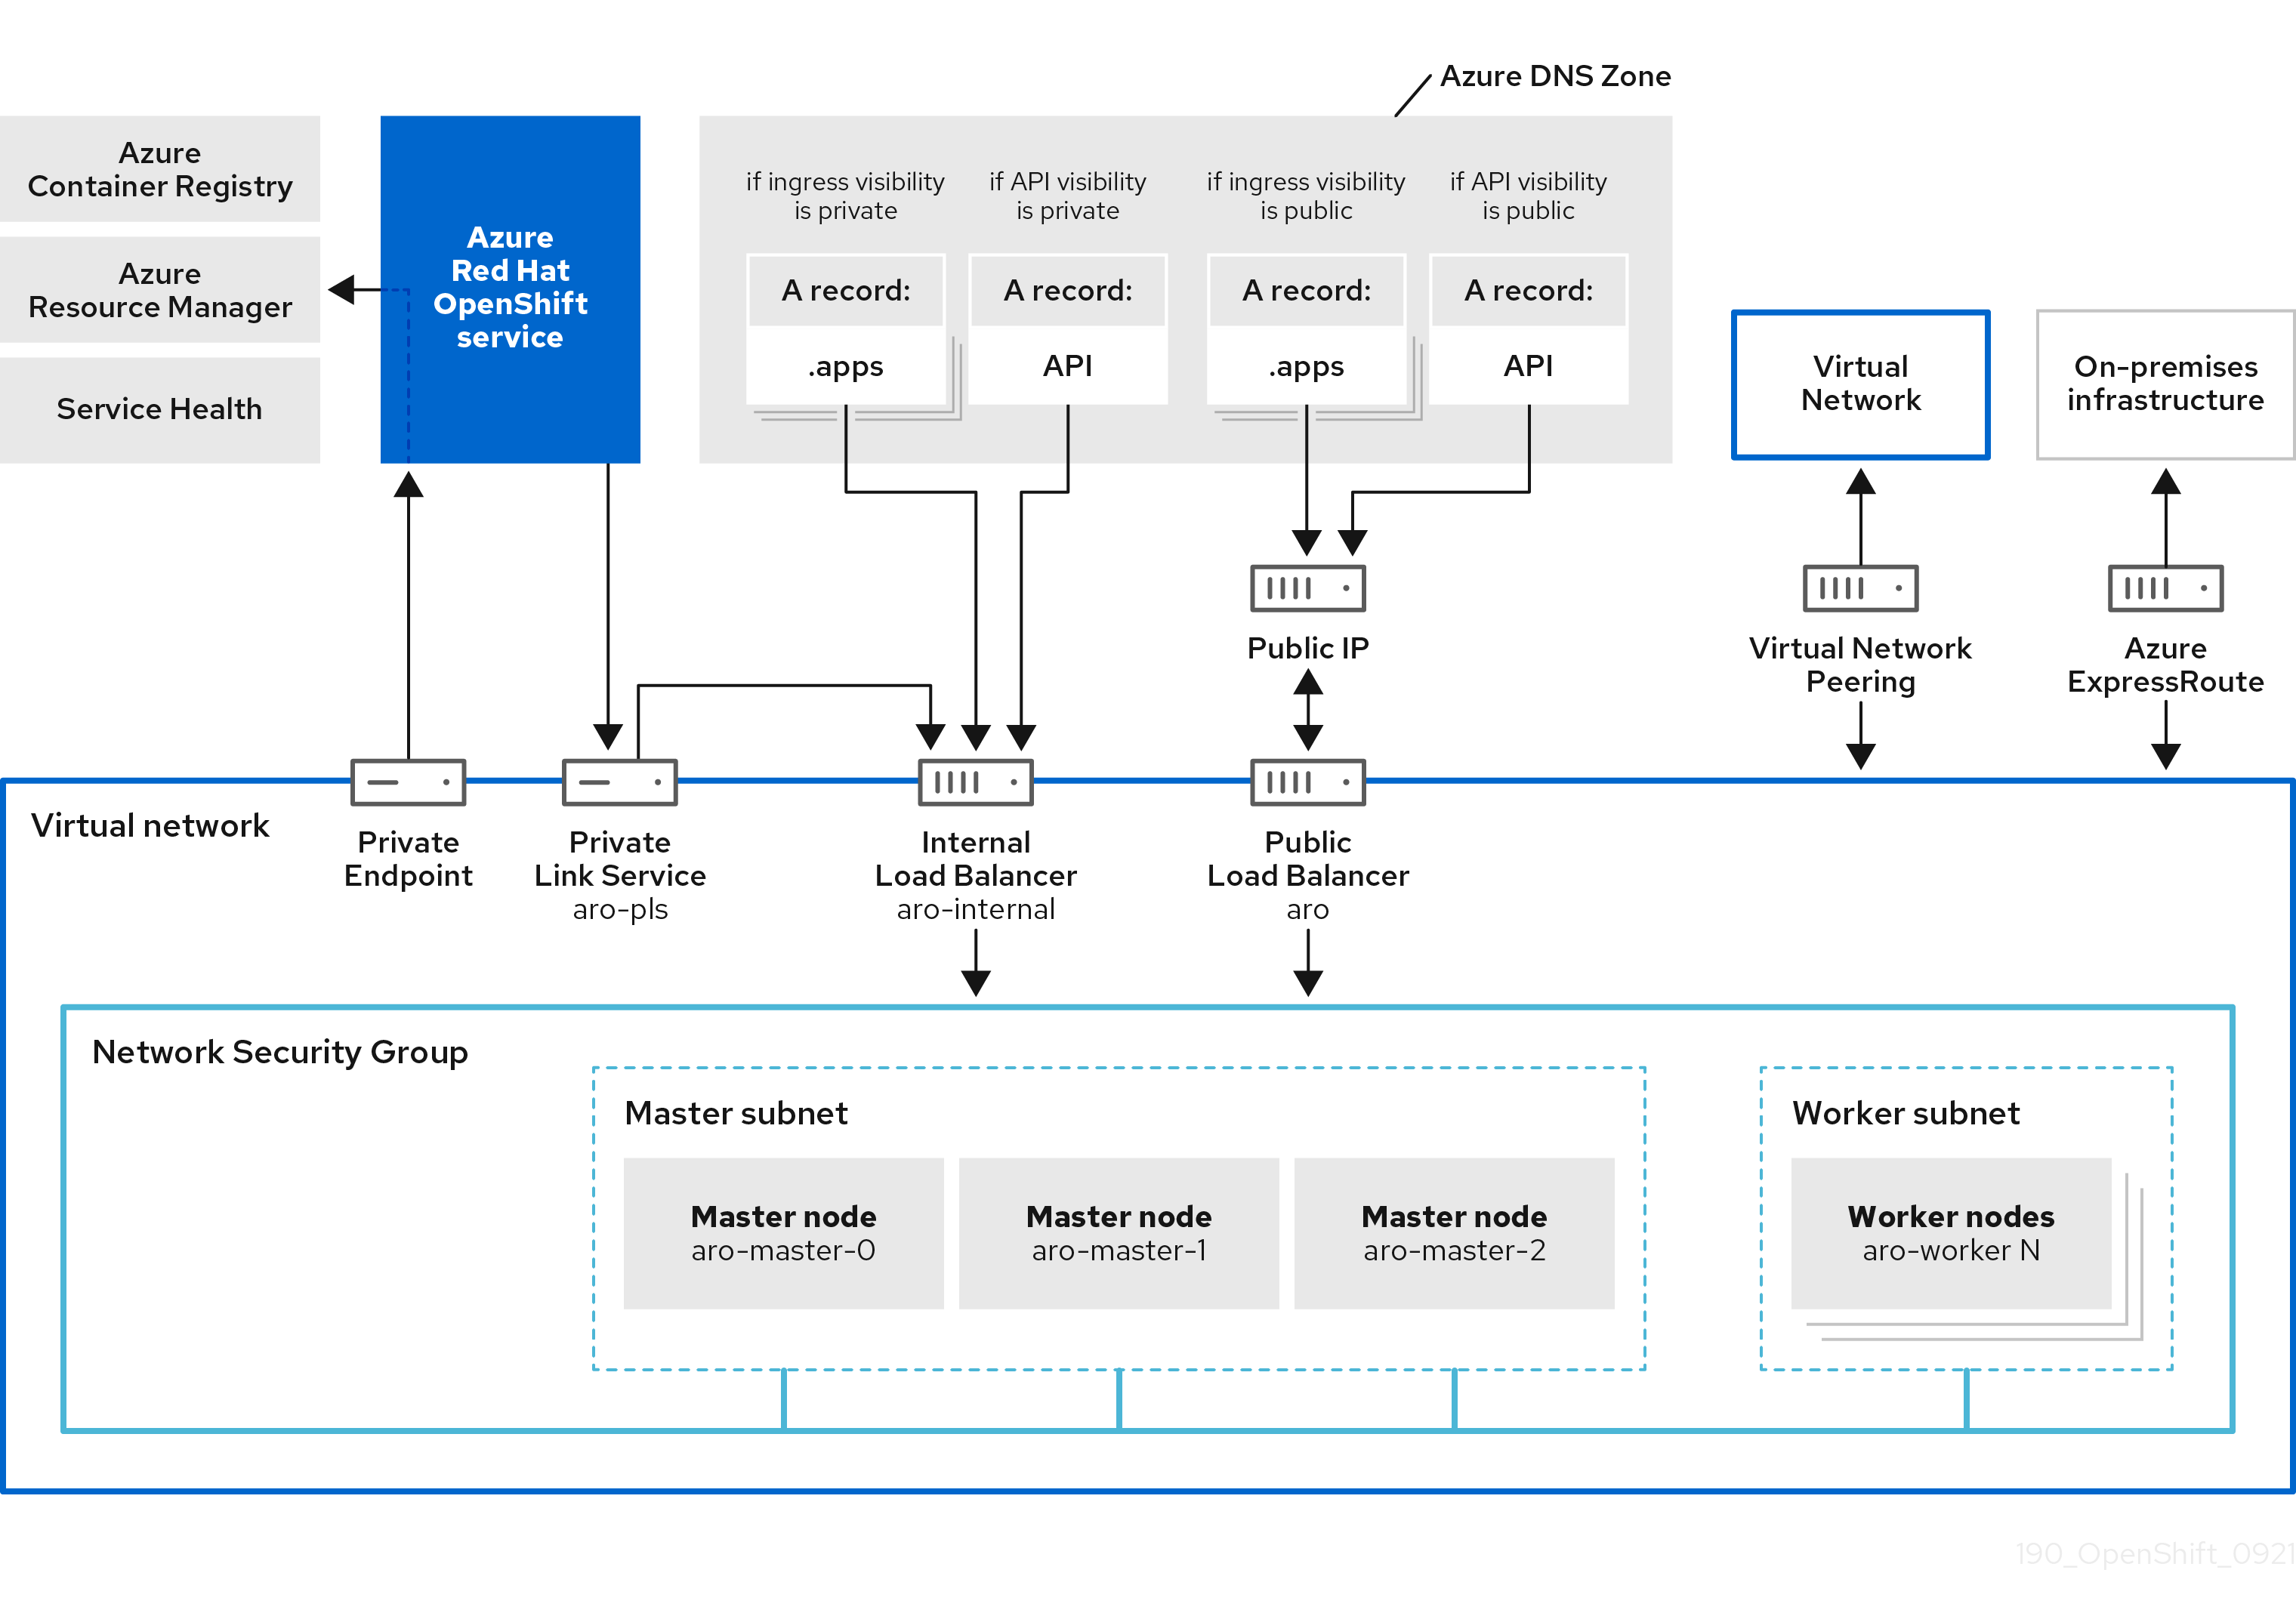 Azure DNS Zone
Azure
Container Registry
Azure
Resource Manager
Service Health
Azure
Red Hat
OpenShift
service
if ingress visibility
is private
if API visibility
is private
if ingress visibility
is public
if API visibility
is public
A record:
.apps
A record:
API
A record:
.apps
A record:
API
Virtual
Network
On-premises
infrastructure
Public IP
Virtual Network
Peering
Azure
ExpressRoute
Virtual network
Private
Endpoint
Private
Link Service
aro-pls
Internal
Load Balancer
aro-internal
Public
Load Balancer
aro
Network Security Group
Master subnet
Master node
aro-master-0
Master node
aro-master-1
Master node
aro-master-2
Worker subnet
Worker nodes
aro-worker N
190_OpenShift_0921